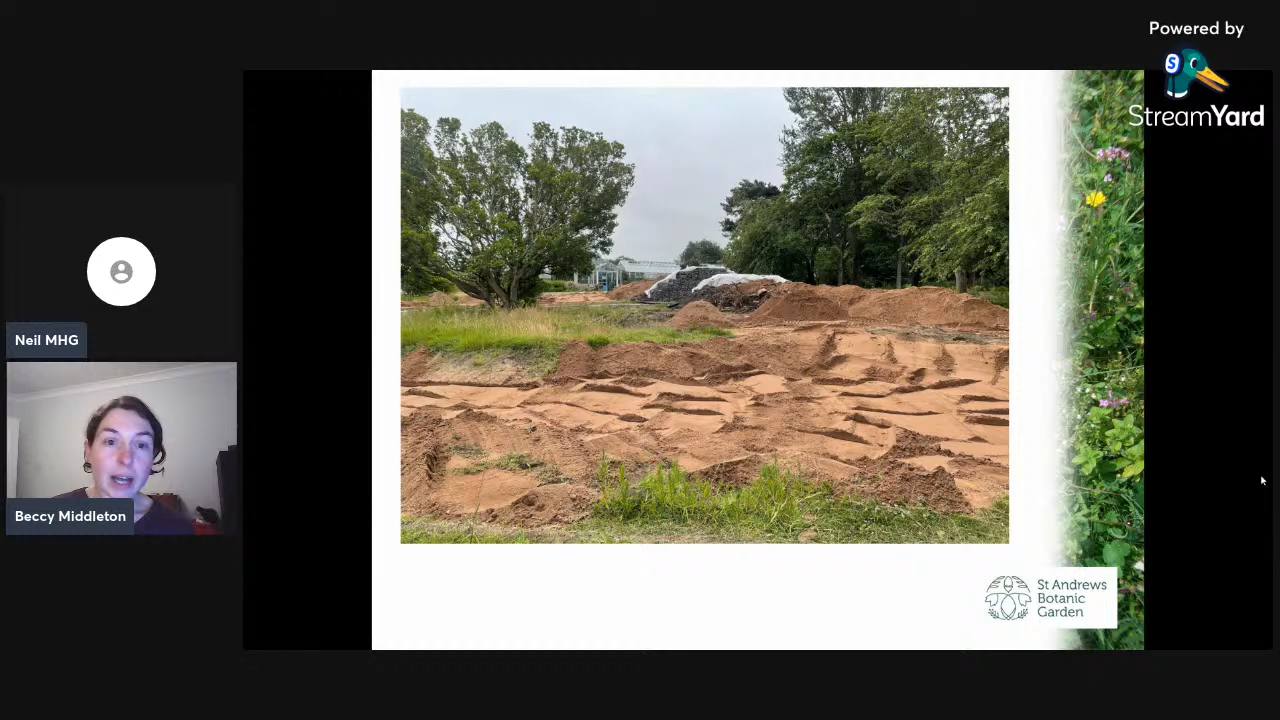 Powered by
S
StreamYard
Neil MHG
Beccy Middleton
St Andrews
Botanic
Garden